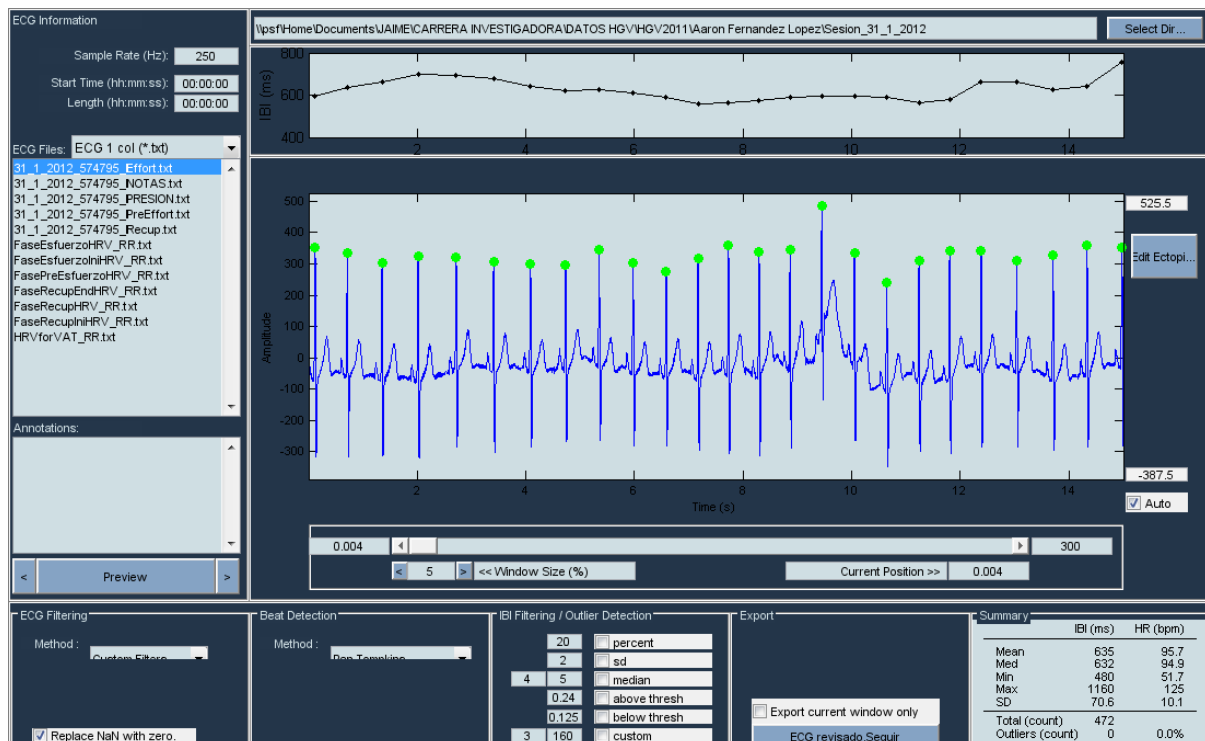 ECG Information
Sample Rate (Hz): 250
Start Time (hh:mm:ss): 00:00:00
Length (hh:mm:ss): 00:00:00
ECG Files: ECG 1 col (*.txt)
31_1_2012_574795_Effort.txt
31_1_2012_574795_NOTAS.txt
31_1_2012_574795_PRESION.txt
31_1_2012_574795_PreEffort.txt
31_1_2012_574795_Recup.txt
FaseEsfuerzoHRV_RR.txt
FaseEsfuerzoIniHRV_RR.txt
FasePreEsfuerzoHRV_RR.txt
FaseRecupEndHRV_RR.txt
FaseRecupHRV_RR.txt
FaseRecupIniHRV_RR.txt
HRVforVAT_RR.txt
Annotations:
< Preview >
\\psf\Home\Documents\JAIME\CARRERA INVESTIGADORA\DATOS HGV\HGV2011\Aaron Fernandez Lopez\Sesion_31_1_2012
Select Dir...
IBI (ms)
800
600
400
2 4 6 8 10 12 14
Amplitude
500
400
300
200
100
0
-100
-200
-300
2 4 6 8 10 12 14
Time (s)
525.5
Edit Ectopi...
-387.5
Auto
0.004 300
< 5 > << Window Size (%) Current Position >> 0.004
ECG Filtering
Method : Custom Filters
Replace NaN with zero.
Beat Detection
Method : Pan Tompkins
IBI Filtering / Outlier Detection
20 percent
2 sd
4 5 median
0.24 above thresh
0.125 below thresh
3 160 custom
Export
Export current window only
ECG revisado.Seguir
Summary
IBI (ms) HR (bpm)
Mean 635 95.7
Med 632 94.9
Min 480 51.7
Max 1160 125
SD 70.6 10.1
Total (count) 472
Outliers (count) 0 0.0%